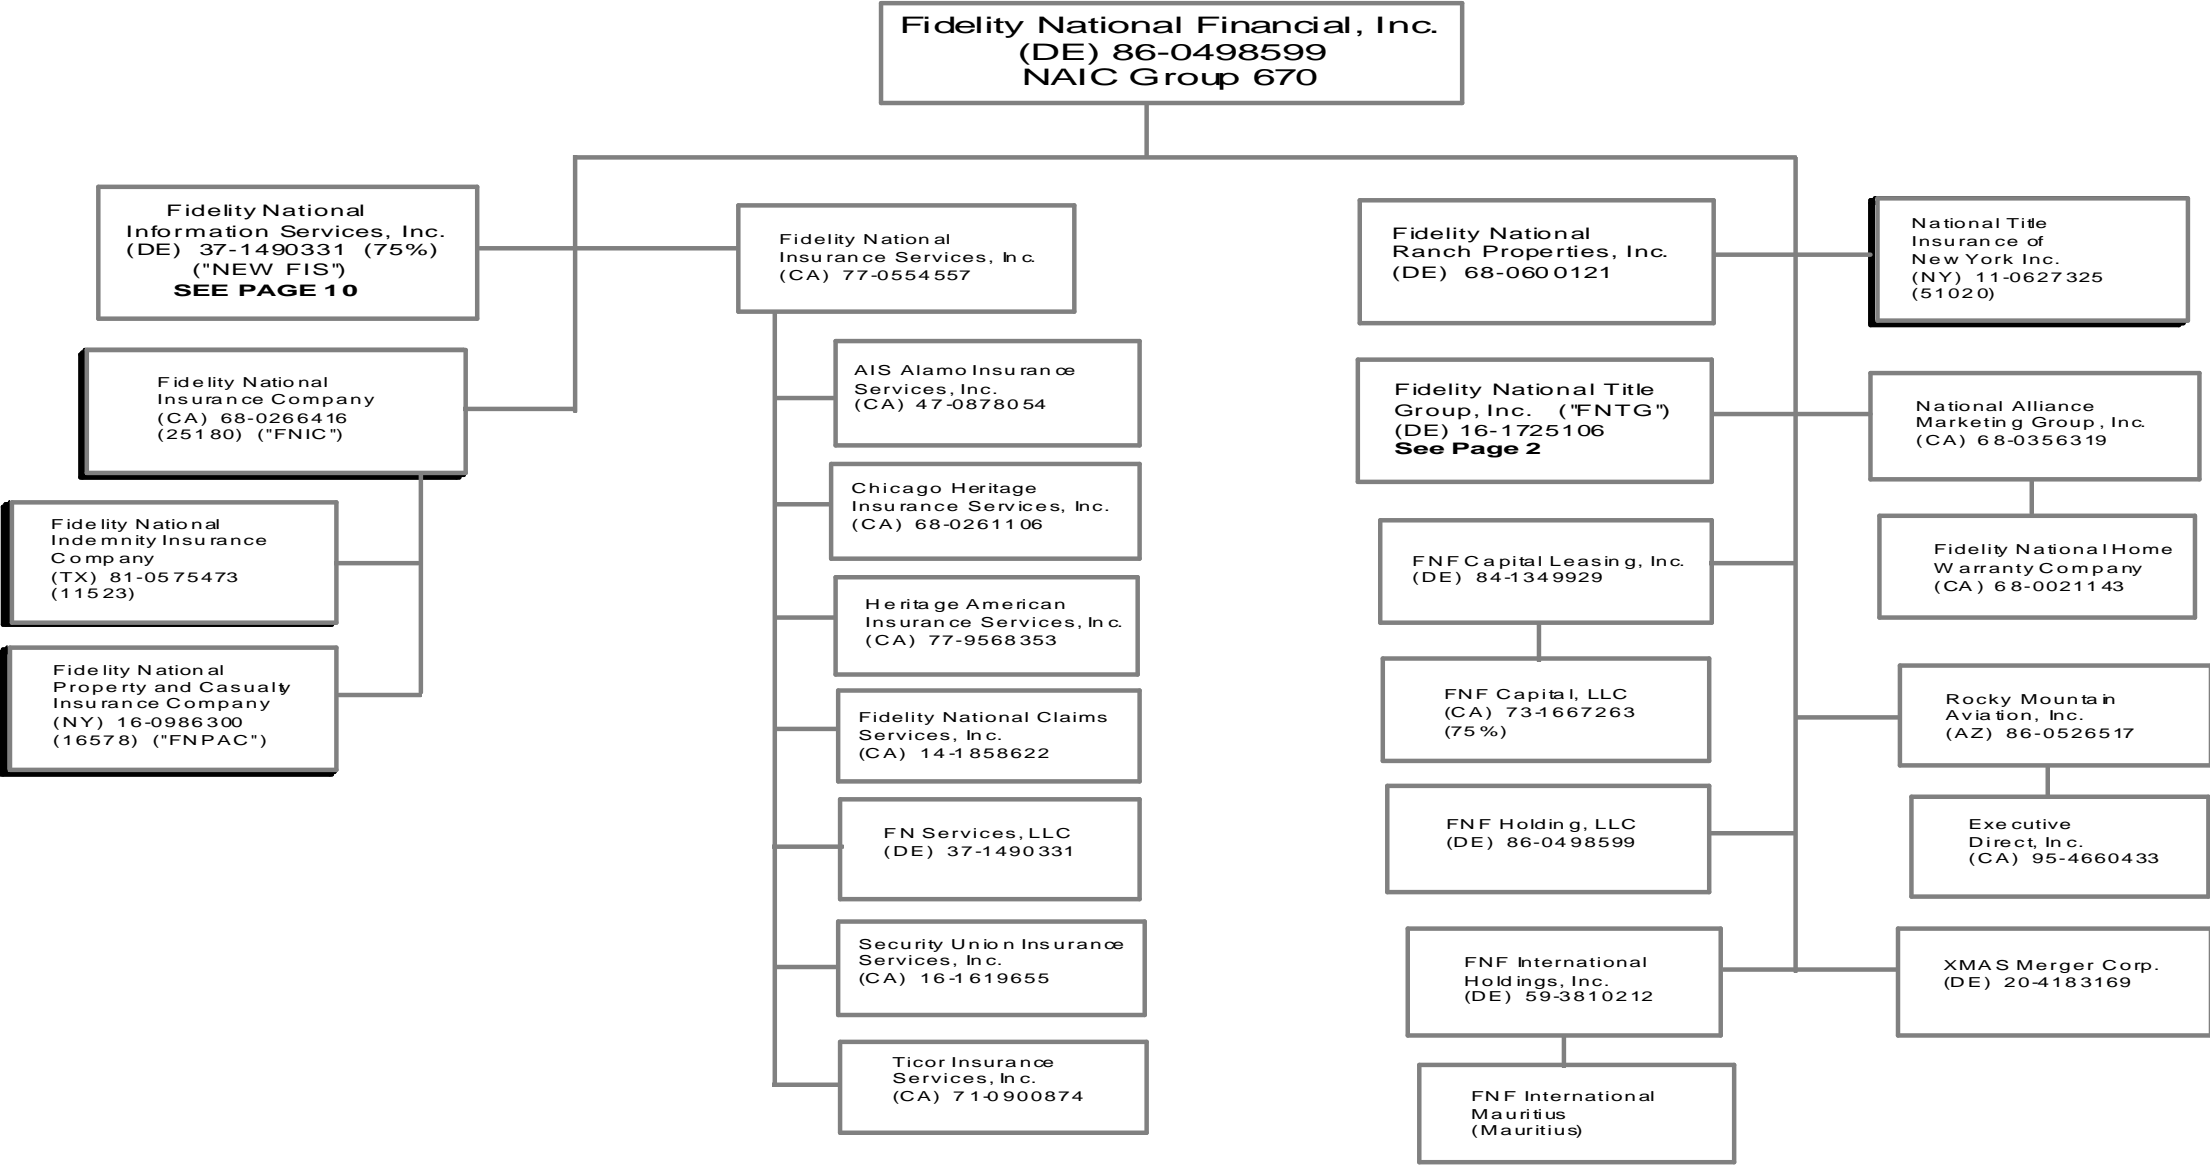 Fidelity National Financial, Inc.
(DE) 86-0498599
NAIC Group 670
Fidelity National
Information Services, Inc.
(DE) 37-1490331 (75%)
("NEW FIS")
SEE PAGE 10
Fidelity National
Insurance Services, Inc.
(CA) 77-0554557
Fidelity National
Ranch Properties, Inc.
(DE) 68-0600121
National Title
Insurance of
New York Inc.
(NY) 11-0627325
(51020)
Fidelity National
Insurance Company
(CA) 68-0266416
(25180) ("FNIC")
AIS Alamo Insurance
Services, Inc.
(CA) 47-0878054
Fidelity National Title
Group, Inc. ("FNTG")
(DE) 16-1725106
See Page 2
National Alliance
Marketing Group, Inc.
(CA) 68-0356319
Chicago Heritage
Insurance Services, Inc.
(CA) 68-0261106
Fidelity National
Indemnity Insurance
Company
(TX) 81-0575473
(11523)
FNF Capital Leasing, Inc.
(DE) 84-1349929
Fidelity National Home
Warranty Company
(CA) 68-0021143
Heritage American
Insurance Services, Inc.
(CA) 77-9568353
Fidelity National
Property and Casualty
Insurance Company
(NY) 16-0986300
(16578) ("FNPAC")
Fidelity National Claims
Services, Inc.
(CA) 14-1858622
FNF Capital, LLC
(CA) 73-1667263
(75%)
Rocky Mountain
Aviation, Inc.
(AZ) 86-0526517
FN Services, LLC
(DE) 37-1490331
FNF Holding, LLC
(DE) 86-0498599
Executive
Direct, Inc.
(CA) 95-4660433
Security Union Insurance
Services, Inc.
(CA) 16-1619655
FNF International
Holdings, Inc.
(DE) 59-3810212
XMAS Merger Corp.
(DE) 20-4183169
Ticor Insurance
Services, Inc.
(CA) 71-0900874
FNF International
Mauritius
(Mauritius)